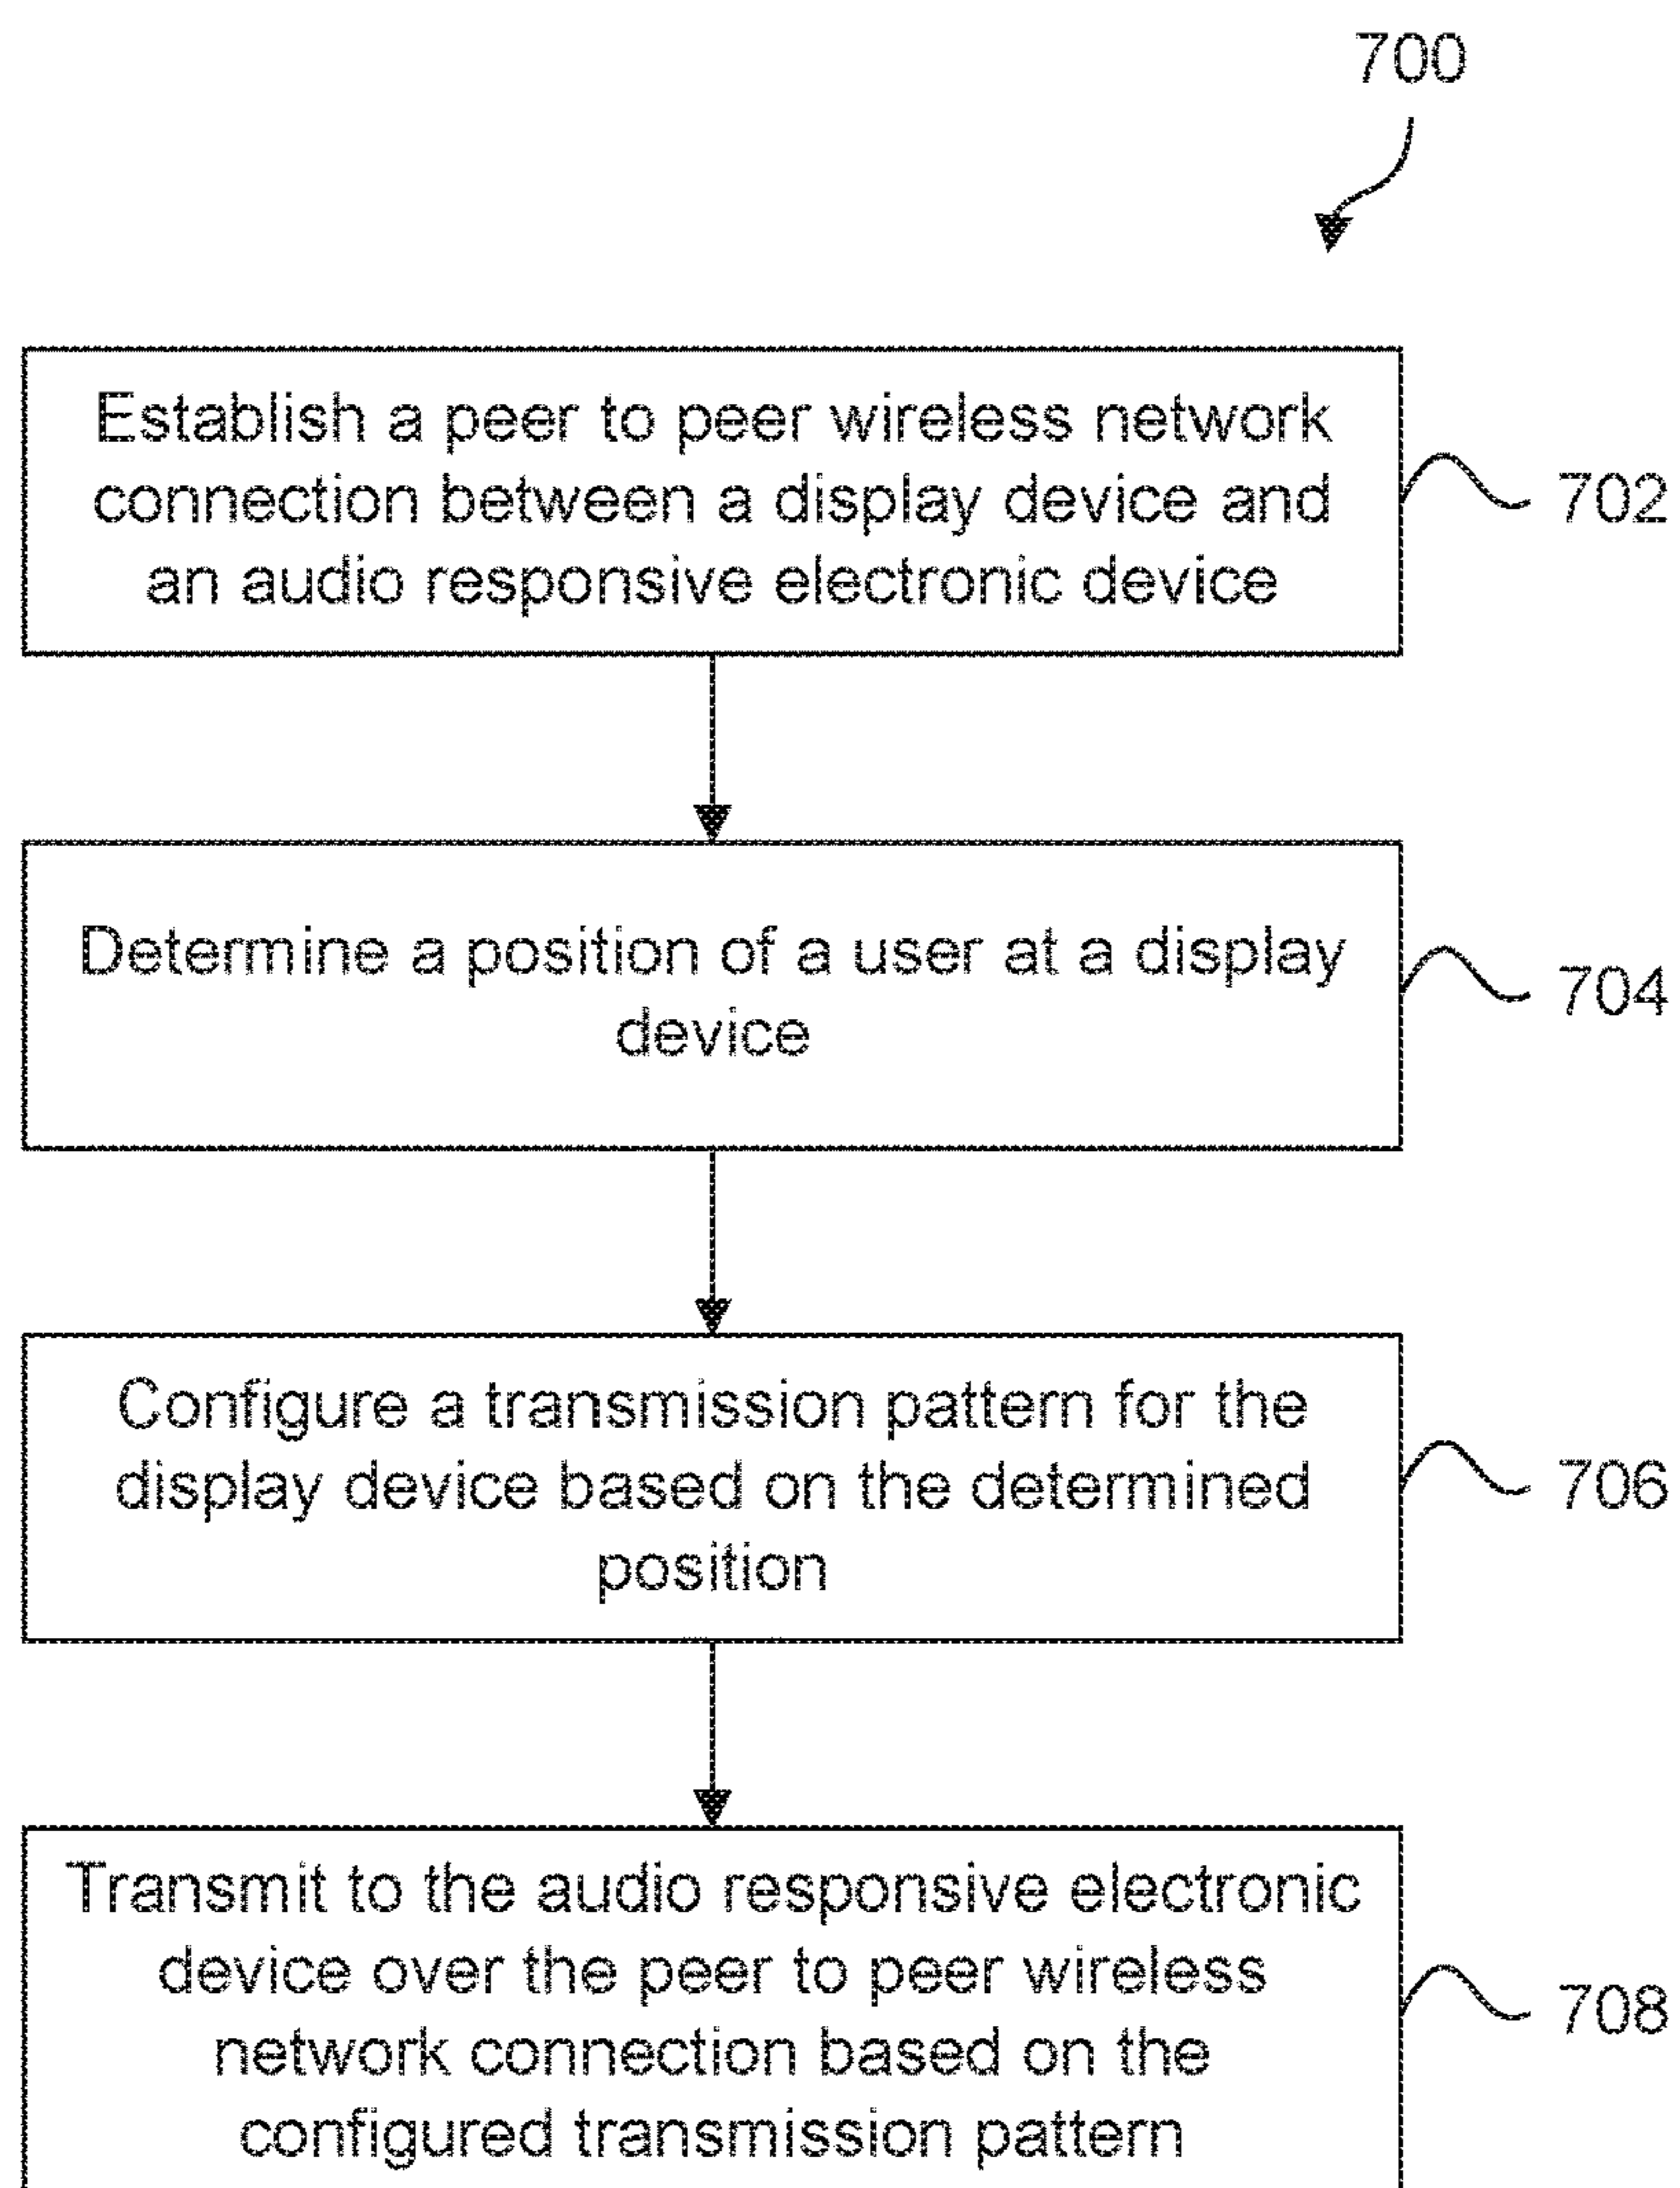 700
Establish a peer to peer wireless network
connection between a display device and
an audio responsive electronic device
702
Determine a position of a user at a display
device
704
Configure a transmission pattern for the
display device based on the determined
position
706
Transmit to the audio responsive electronic
device over the peer to peer wireless
network connection based on the
configured transmission pattern
708